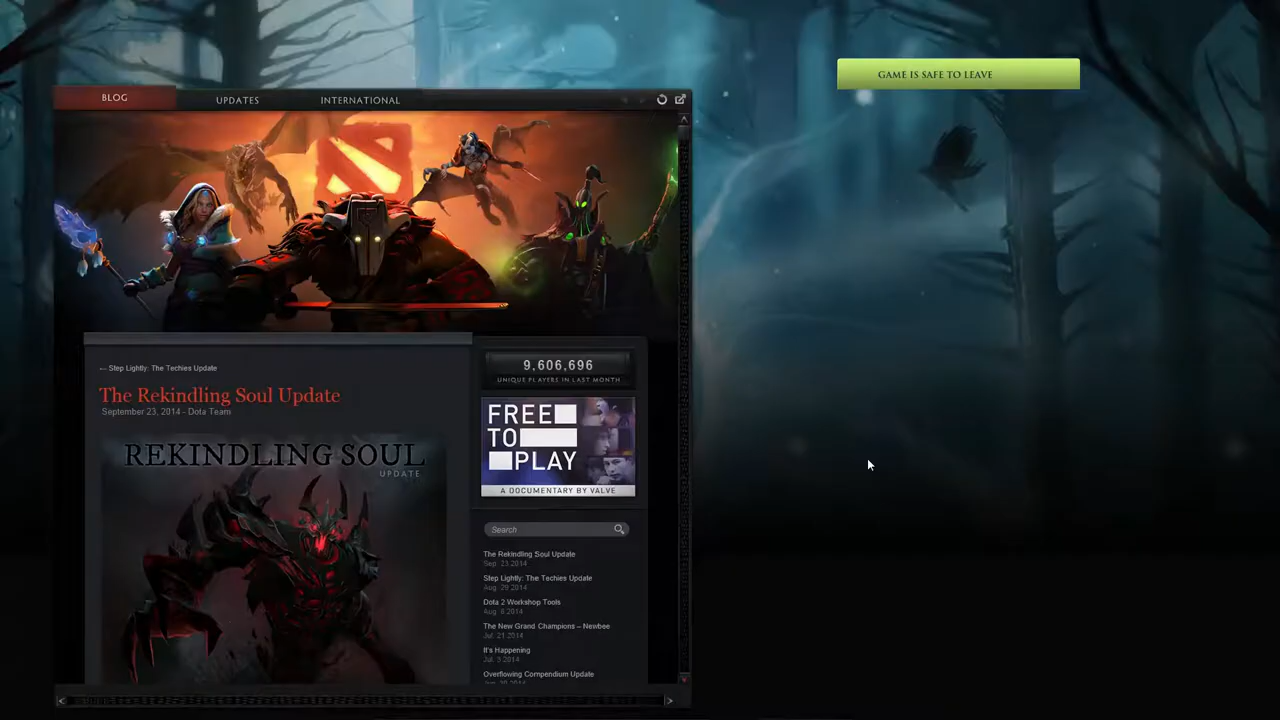 GAME IS SAFE TO LEAVE
BLOG
UPDATES
INTERNATIONAL
← Step Lightly: The Techies Update
The Rekindling Soul Update
September 23, 2014 - Dota Team
REKINDLING SOUL
UPDATE
9,606,696
UNIQUE PLAYERS IN LAST MONTH
FREE
TO
PLAY
A DOCUMENTARY BY VALVE
Search
The Rekindling Soul Update
Sep. 23 2014
Step Lightly: The Techies Update
Aug. 29 2014
Dota 2 Workshop Tools
Aug. 6 2014
The New Grand Champions – Newbee
Jul. 21 2014
It's Happening
Jul. 3 2014
Overflowing Compendium Update